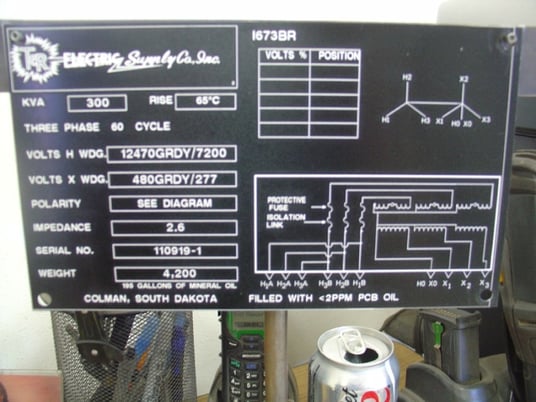 T&R ELECTRIC Supply Co., Inc.
KVA 300 RISE 65°C
THREE PHASE 60 CYCLE
VOLTS H WDG. 12470GRDY/7200
VOLTS X WDG. 480GRDY/277
POLARITY SEE DIAGRAM
IMPEDANCE 2.6
SERIAL NO. 110919-1
WEIGHT 4,200
195 GALLONS OF MINERAL OIL
COLMAN, SOUTH DAKOTA FILLED WITH <2PPM PCB OIL
I673BR
VOLTS % POSITION
H2 X2
H1 H3 X1 H0 X0 X3
PROTECTIVE
FUSE
ISOLATION
LINK
H1A H2A H3A H3B H2B H1B H0 X0 X1 X2 X3